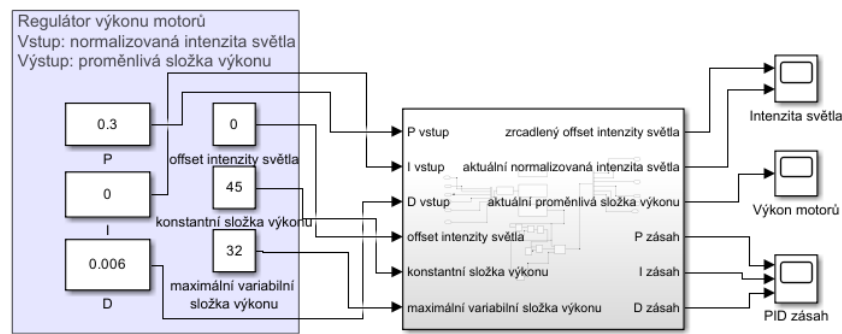 Regulátor výkonu motorů
Vstup: normalizovaná intenzita světla
Výstup: proměnlivá složka výkonu
0.3
P
0
I
0.006
D
0
offset intenzity světla
45
konstantní složka výkonu
32
maximální variabilní
složka výkonu
P vstup
I vstup
D vstup
offset intenzity světla
konstantní složka výkonu
maximální variabilní složka výkonu
zrcadlený offset intenzity světla
aktuální normalizovaná intenzita světla
aktuální proměnlivá složka výkonu
P zásah
I zásah
D zásah
Intenzita světla
Výkon motorů
PID zásah